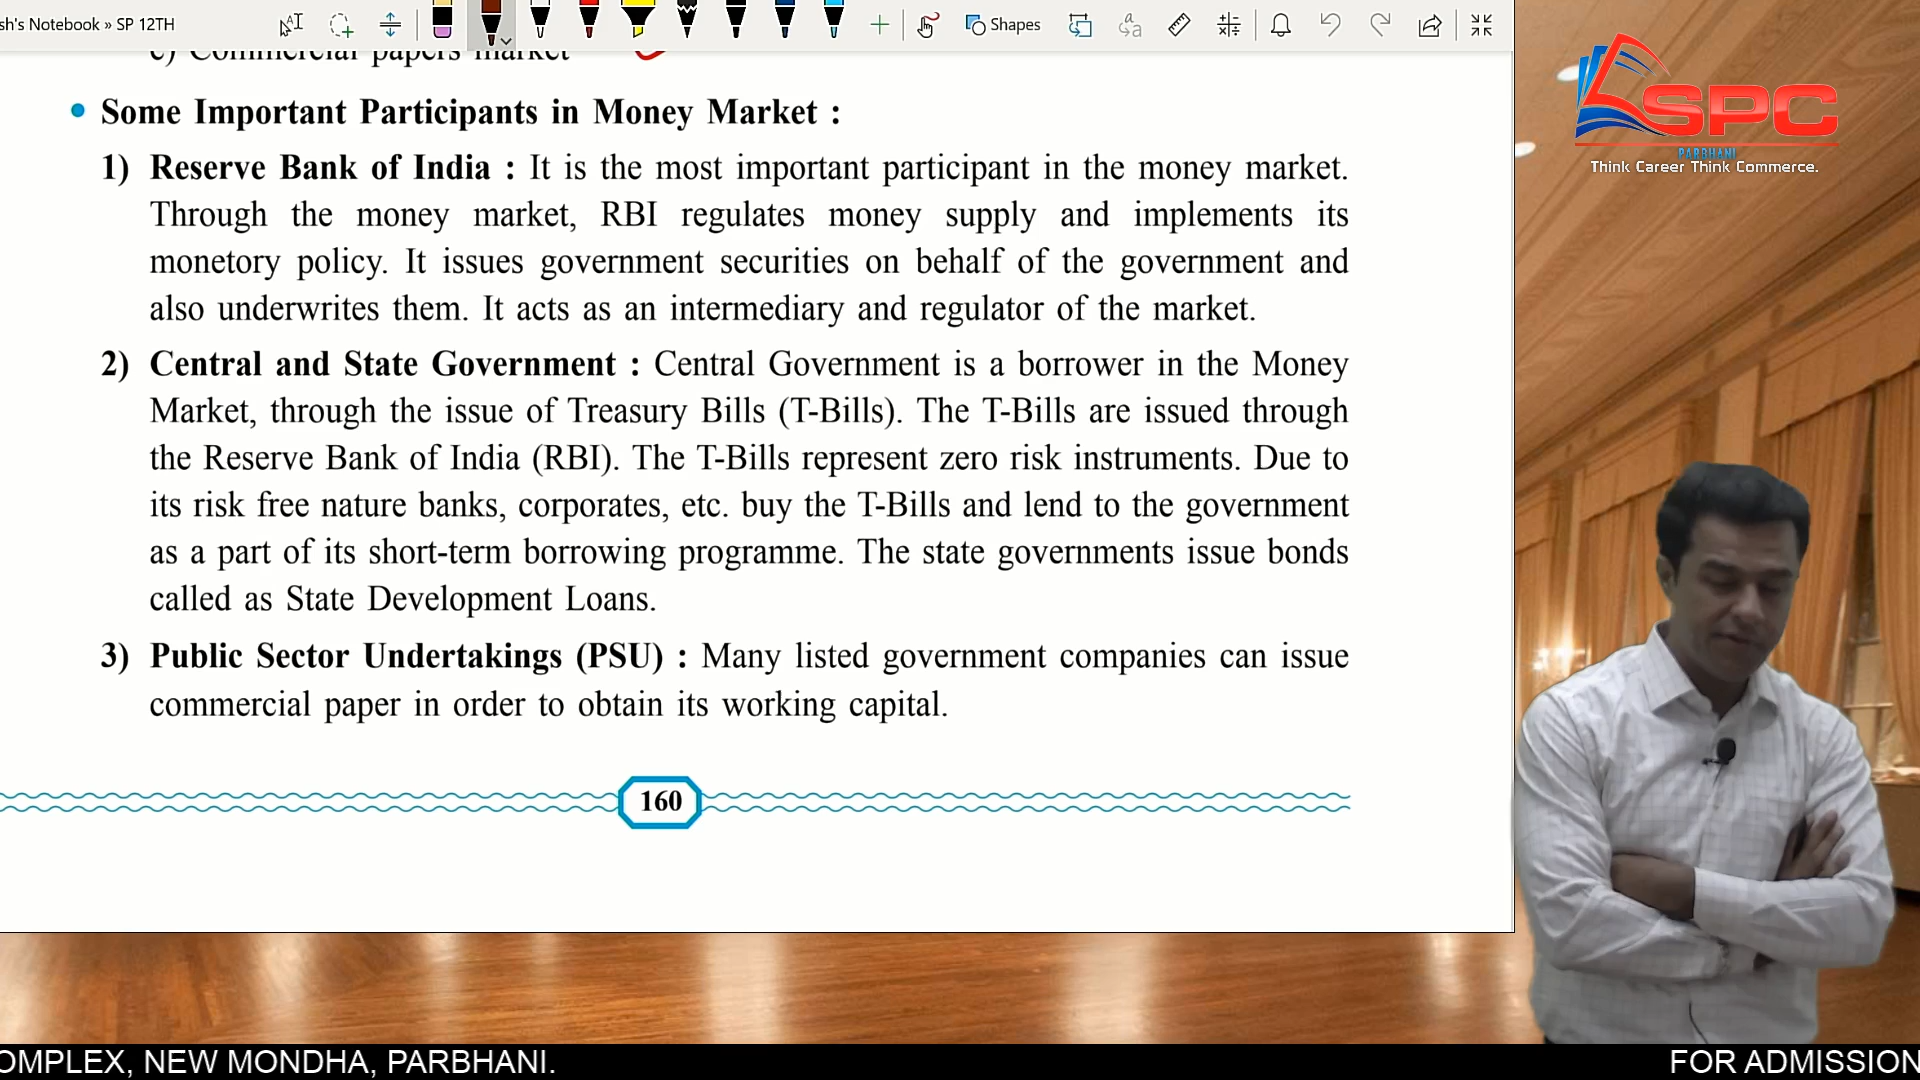 sh's Notebook » SP 12TH
Shapes
c) Commercial papers market
• Some Important Participants in Money Market :
1) Reserve Bank of India : It is the most important participant in the money market.
Through the money market, RBI regulates money supply and implements its
monetory policy. It issues government securities on behalf of the government and
also underwrites them. It acts as an intermediary and regulator of the market.
2) Central and State Government : Central Government is a borrower in the Money
Market, through the issue of Treasury Bills (T-Bills). The T-Bills are issued through
the Reserve Bank of India (RBI). The T-Bills represent zero risk instruments. Due to
its risk free nature banks, corporates, etc. buy the T-Bills and lend to the government
as a part of its short-term borrowing programme. The state governments issue bonds
called as State Development Loans.
3) Public Sector Undertakings (PSU) : Many listed government companies can issue
commercial paper in order to obtain its working capital.
160
SPC
PARBHANI
Think Career Think Commerce.
OMPLEX, NEW MONDHA, PARBHANI.
FOR ADMISSION